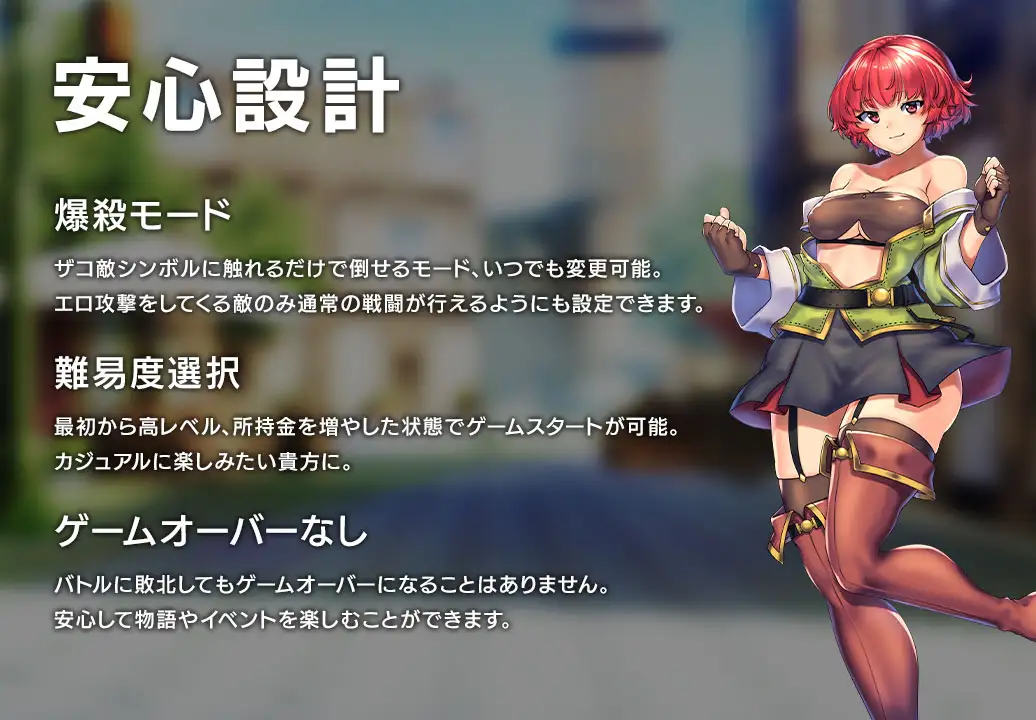 安心設計
爆殺モード
ザコ敵シンボルに触れるだけで倒せるモード、いつでも変更可能。
エロ攻撃をしてくる敵のみ通常の戦闘が行えるようにも設定できます。
難易度選択
最初から高レベル、所持金を増やした状態でゲームスタートが可能。
カジュアルに楽しみたい貴方に。
ゲームオーバーなし
バトルに敗北してもゲームオーバーになることはありません。
安心して物語やイベントを楽しむことができます。